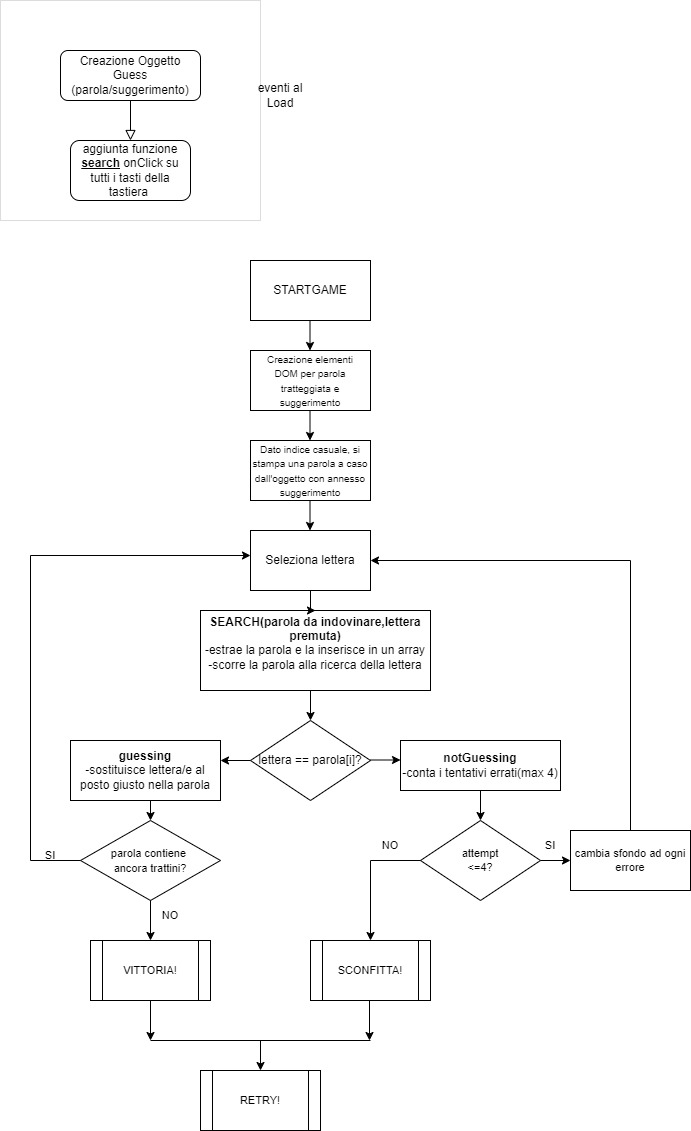 Creazione Oggetto
Guess
(parola/suggerimento)
eventi al
Load
aggiunta funzione
search onClick su
tutti i tasti della
tastiera
STARTGAME
Creazione elementi
DOM per parola
tratteggiata e
suggerimento
Dato indice casuale, si
stampa una parola a caso
dall'oggetto con annesso
suggerimento
Seleziona lettera
SEARCH(parola da indovinare,lettera
premuta)
-estrae la parola e la inserisce in un array
-scorre la parola alla ricerca della lettera
lettera == parola[i]?
guessing
-sostituisce lettera/e al
posto giusto nella parola
notGuessing
-conta i tentativi errati(max 4)
SI
parola contiene
ancora trattini?
NO
attempt
<=4?
SI
cambia sfondo ad ogni
errore
NO
VITTORIA!
SCONFITTA!
RETRY!